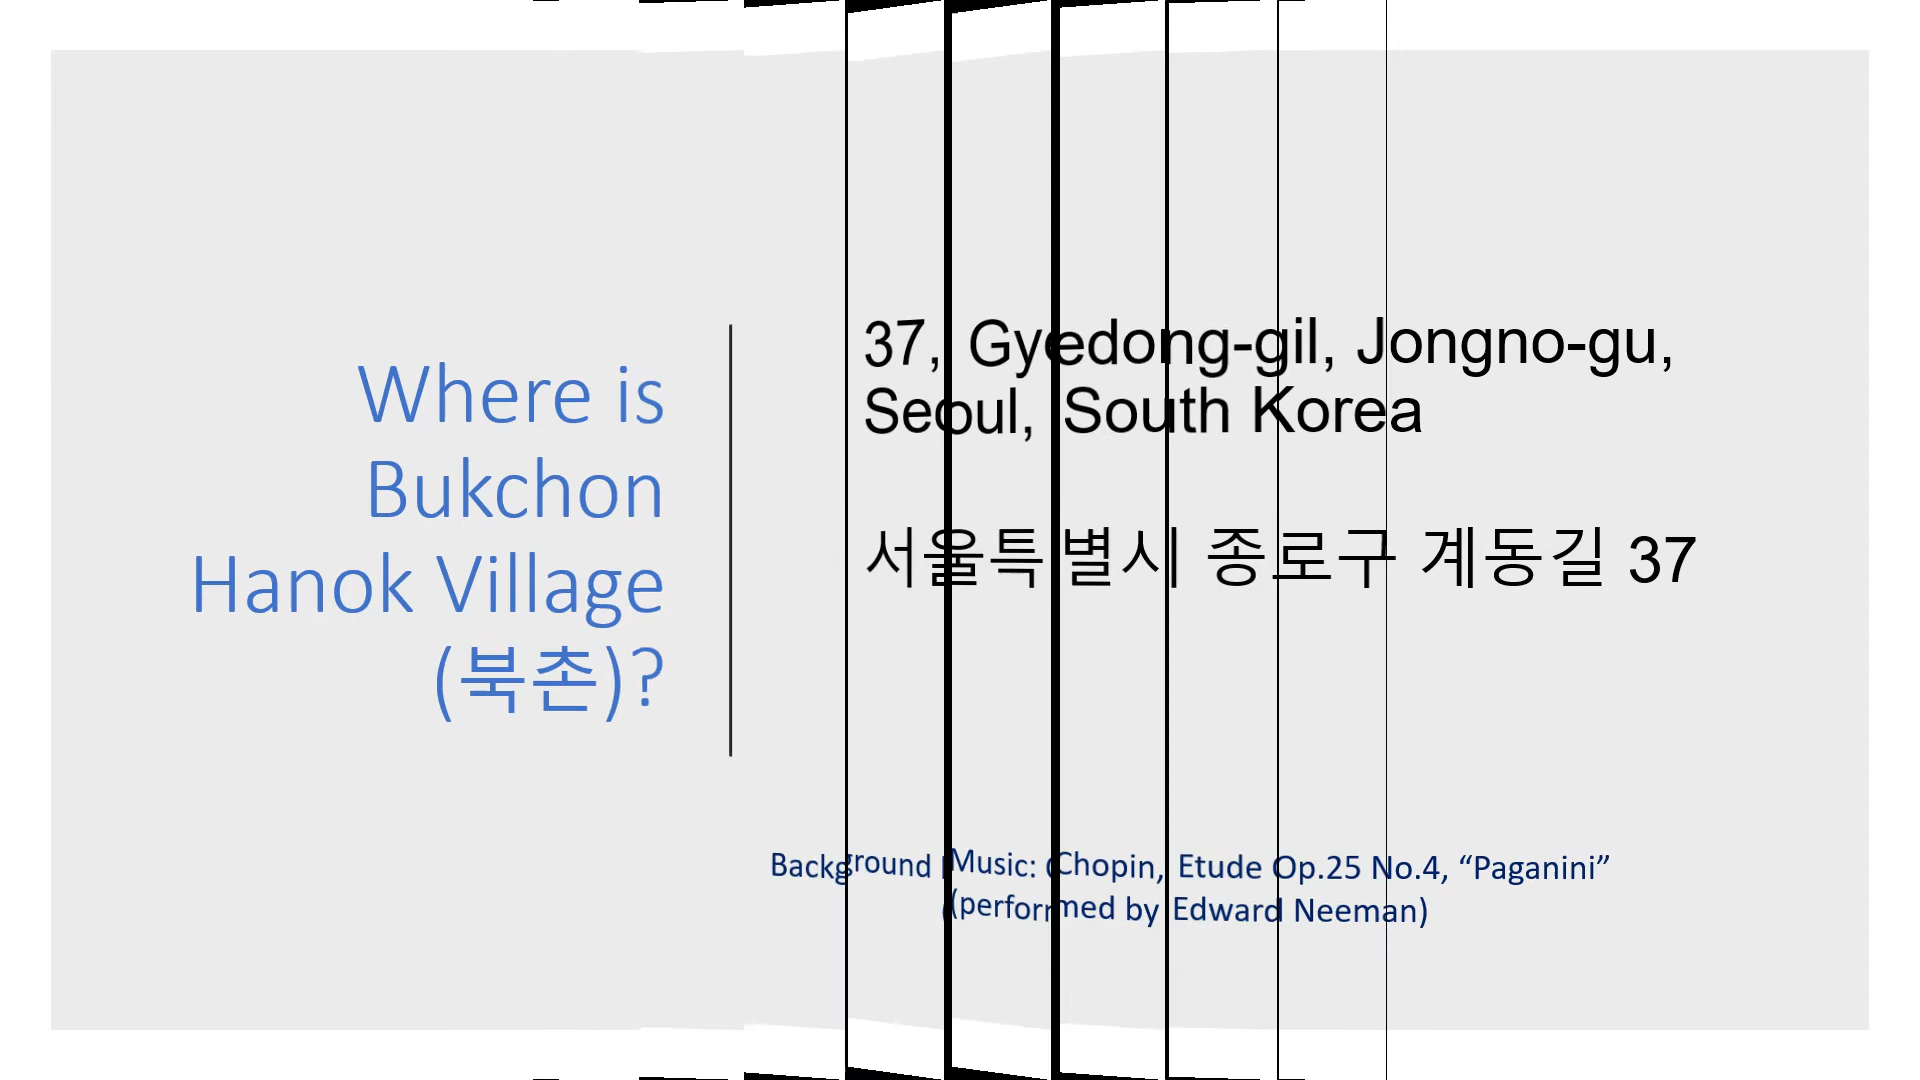 Where is
Bukchon
Hanok Village
(북촌)?
37, Gyedong-gil, Jongno-gu,
Seoul, South Korea
서울특별시 종로구 계동길 37
Background Music: Chopin, Etude Op.25 No.4, “Paganini”
(performed by Edward Neeman)